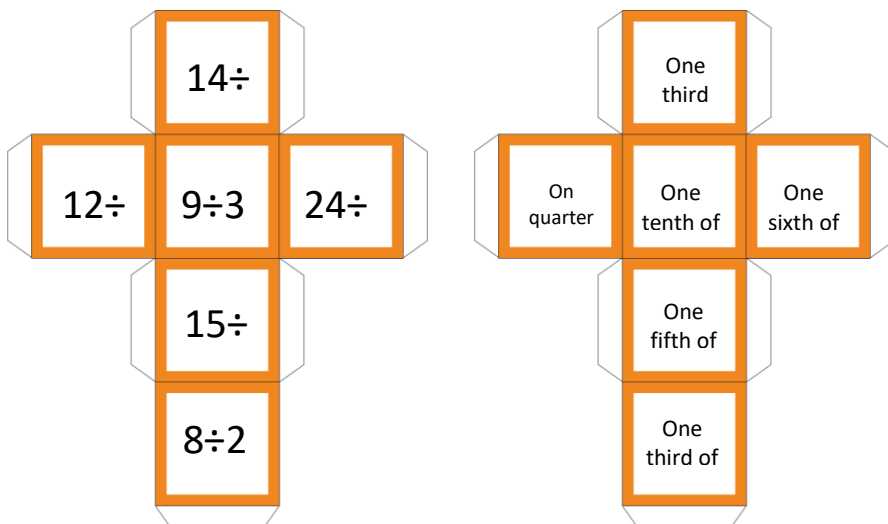 14÷
12÷
9÷3
24÷
15÷
8÷2
One
third
On
quarter
One
tenth of
One
sixth of
One
fifth of
One
third of